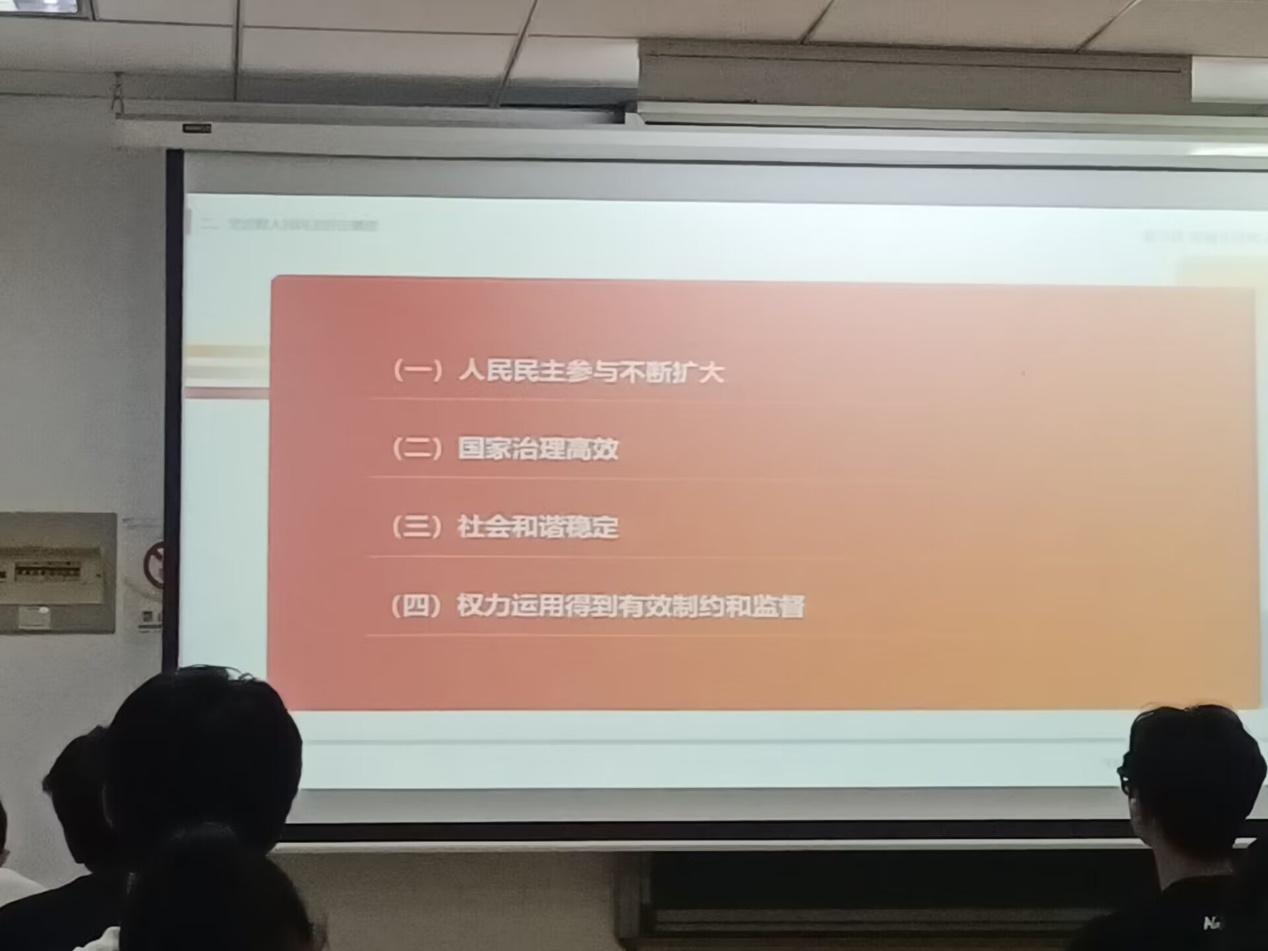 （一）人民民主参与不断扩大
（二）国家治理高效
（三）社会和谐稳定
（四）权力运用得到有效制约和监督